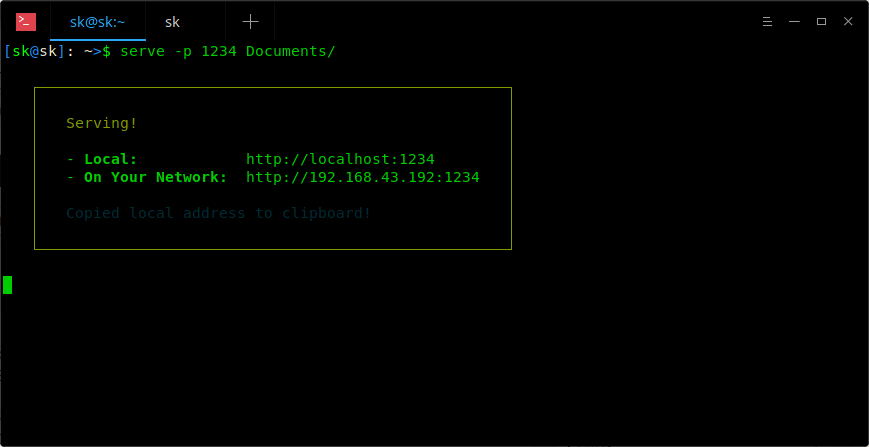 sk@sk:~ sk
[sk@sk]: ~>$ serve -p 1234 Documents/
Serving!
- Local: http://localhost:1234
- On Your Network: http://192.168.43.192:1234
Copied local address to clipboard!